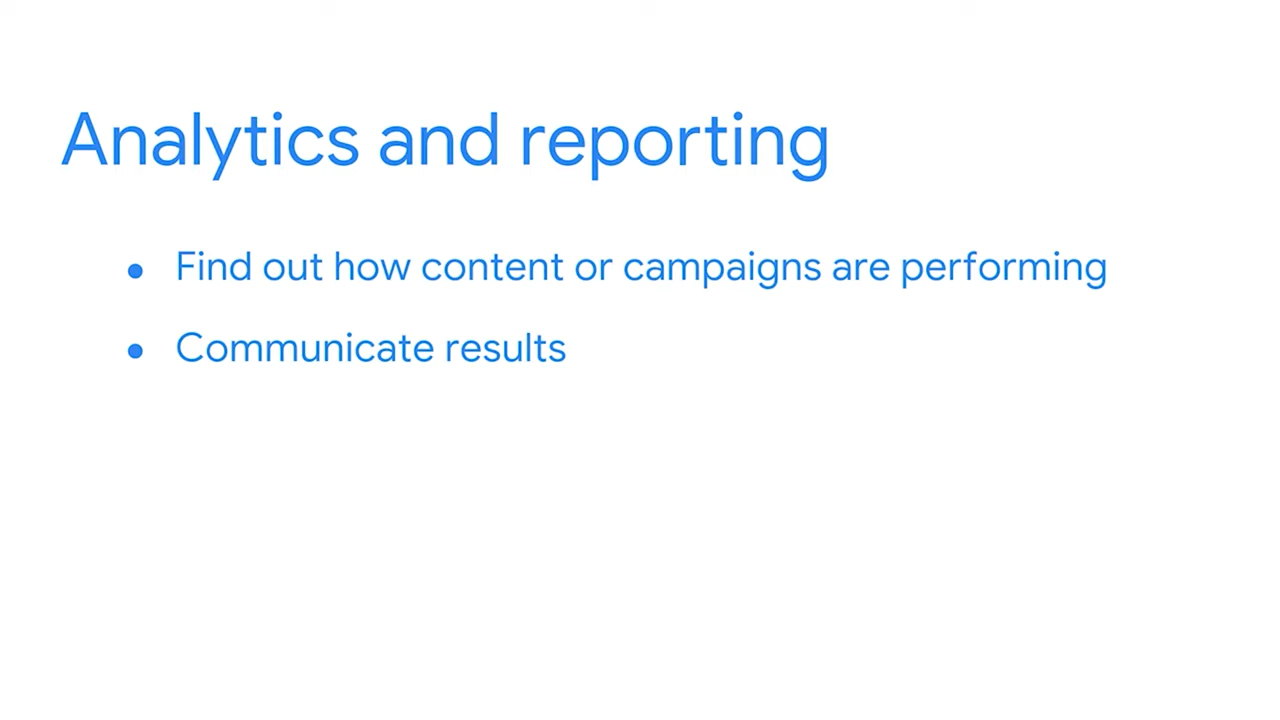 Analytics and reporting
• Find out how content or campaigns are performing
• Communicate results